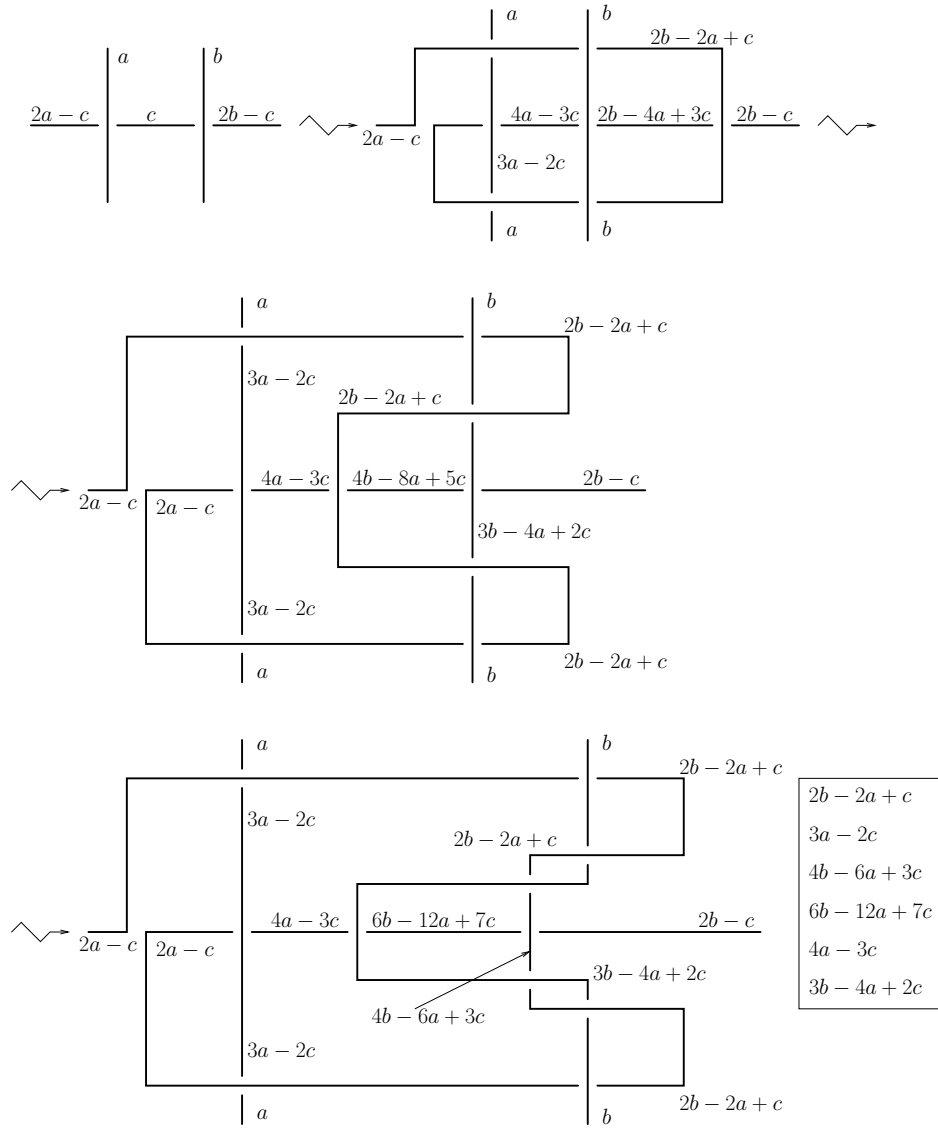 a b
2a − c c 2b − c
a b
2b − 2a + c
2a − c 4a − 3c 2b − 4a + 3c 2b − c
3a − 2c
a b
a b
2b − 2a + c
3a − 2c
2b − 2a + c
4a − 3c 4b − 8a + 5c 2b − c
2a − c 2a − c
3b − 4a + 2c
3a − 2c
2b − 2a + c
a b
a b
2b − 2a + c
3a − 2c
2b − 2a + c
4a − 3c 6b − 12a + 7c 2b − c
2a − c 2a − c
3b − 4a + 2c
4b − 6a + 3c
3a − 2c
2b − 2a + c
a b
2b − 2a + c
3a − 2c
4b − 6a + 3c
6b − 12a + 7c
4a − 3c
3b − 4a + 2c